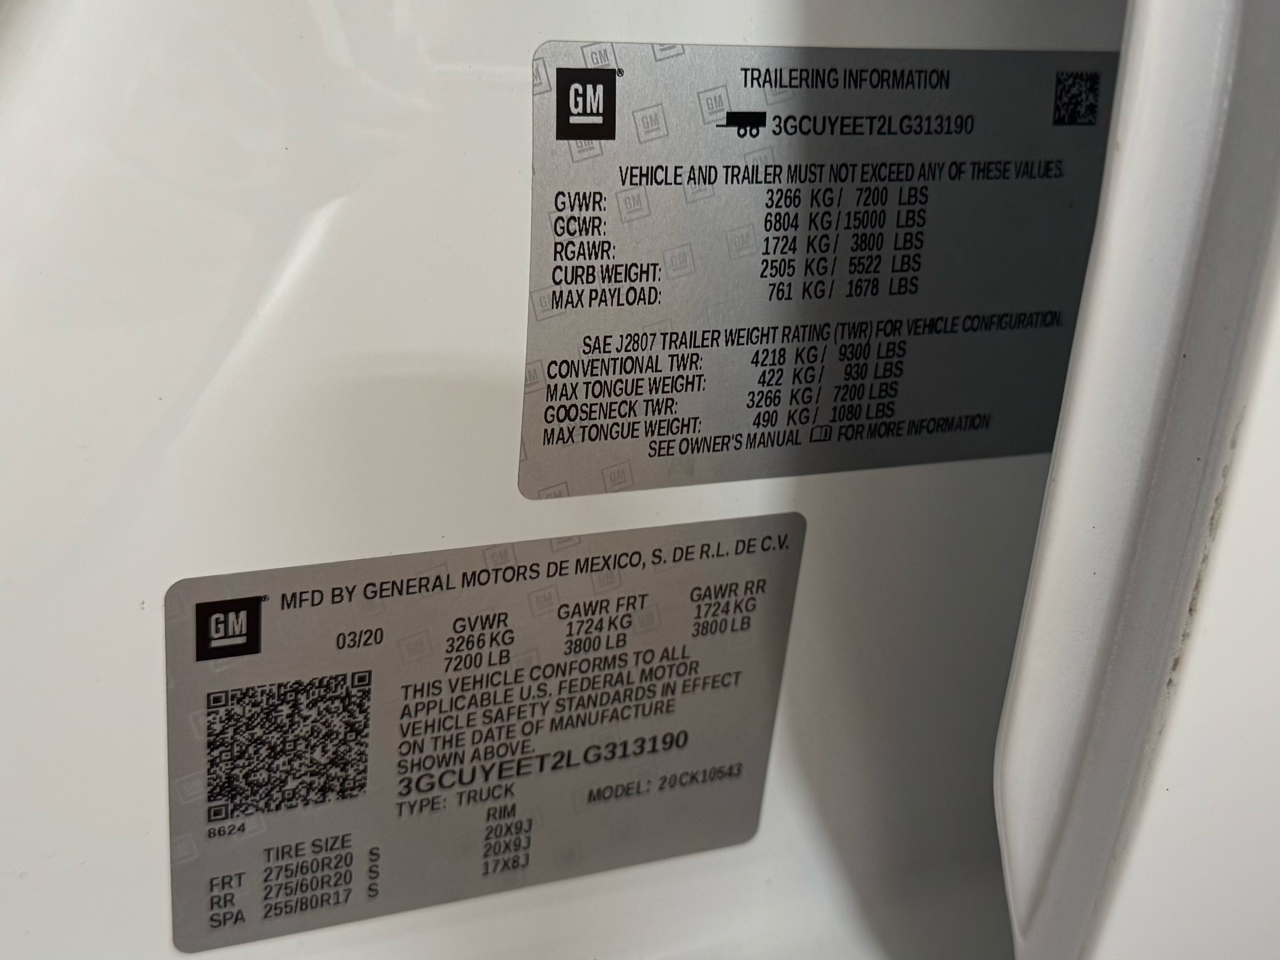 GM
TRAILERING INFORMATION
3GCUYEET2LG313190
VEHICLE AND TRAILER MUST NOT EXCEED ANY OF THESE VALUES.
GVWR: 3266 KG/ 7200 LBS
GCWR: 6804 KG/15000 LBS
RGAWR: 1724 KG/ 3800 LBS
CURB WEIGHT: 2505 KG/ 5522 LBS
MAX PAYLOAD: 761 KG/ 1678 LBS
SAE J2807 TRAILER WEIGHT RATING (TWR) FOR VEHICLE CONFIGURATION.
CONVENTIONAL TWR: 4218 KG/ 9300 LBS
MAX TONGUE WEIGHT: 422 KG/ 930 LBS
GOOSENECK TWR: 3266 KG/ 7200 LBS
MAX TONGUE WEIGHT: 490 KG/ 1080 LBS
SEE OWNER'S MANUAL FOR MORE INFORMATION
GM
MFD BY GENERAL MOTORS DE MEXICO, S. DE R.L. DE C.V.
03/20 GVWR GAWR FRT GAWR RR
3266 KG 1724 KG 1724 KG
7200 LB 3800 LB 3800 LB
THIS VEHICLE CONFORMS TO ALL
APPLICABLE U.S. FEDERAL MOTOR
VEHICLE SAFETY STANDARDS IN EFFECT
ON THE DATE OF MANUFACTURE
SHOWN ABOVE.
3GCUYEET2LG313190
TYPE: TRUCK MODEL: 20CK10543
8624
TIRE SIZE RIM
FRT 275/60R20 S 20X9J
RR 275/60R20 S 20X9J
SPA 255/80R17 S 17X8J